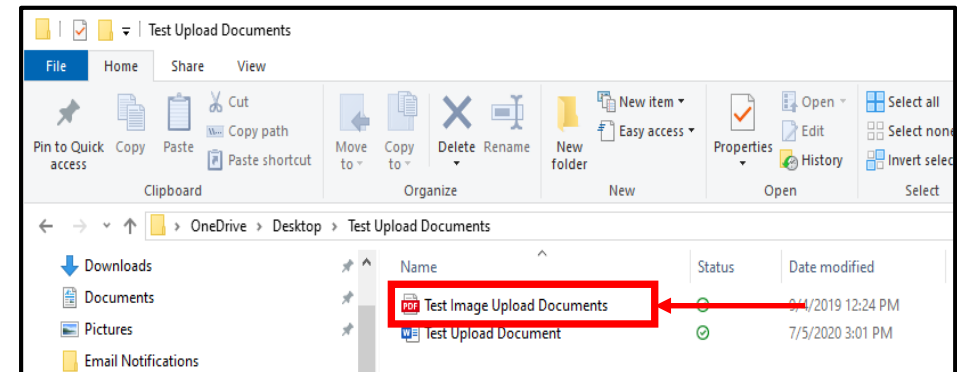 Test Upload Documents
File Home Share View
Pin to Quick access
Copy
Paste
Cut
Copy path
Paste shortcut
Clipboard
Move to
Copy to
Delete
Rename
Organize
New folder
New item
Easy access
New
Properties
Open
Edit
History
Open
Select all
Select none
Invert selec
Select
OneDrive > Desktop > Test Upload Documents
Downloads
Documents
Pictures
Email Notifications
Name Status Date modified
PDF Test Image Upload Documents 9/4/2019 12:24 PM
W Test Upload Document 7/5/2020 3:01 PM